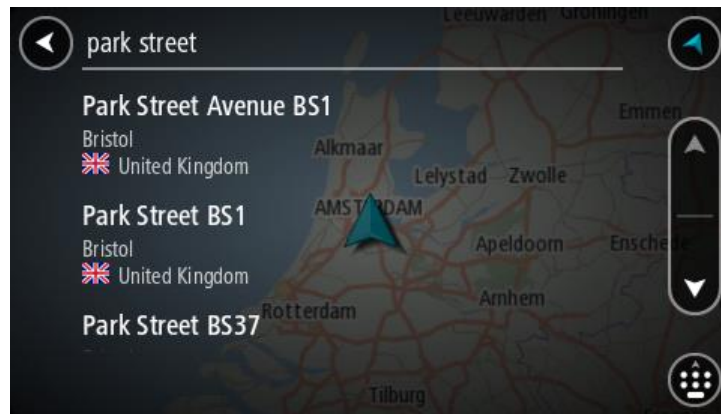 Leeuwarden Groningen
park street
Park Street Avenue BS1
Bristol
United Kingdom
Emmen
Alkmaar
Lelystad Zwolle
Park Street BS1
Bristol
United Kingdom
AMSTERDAM
Apeldoorn Enschede
Rotterdam
Arnhem
Park Street BS37
Tilburg